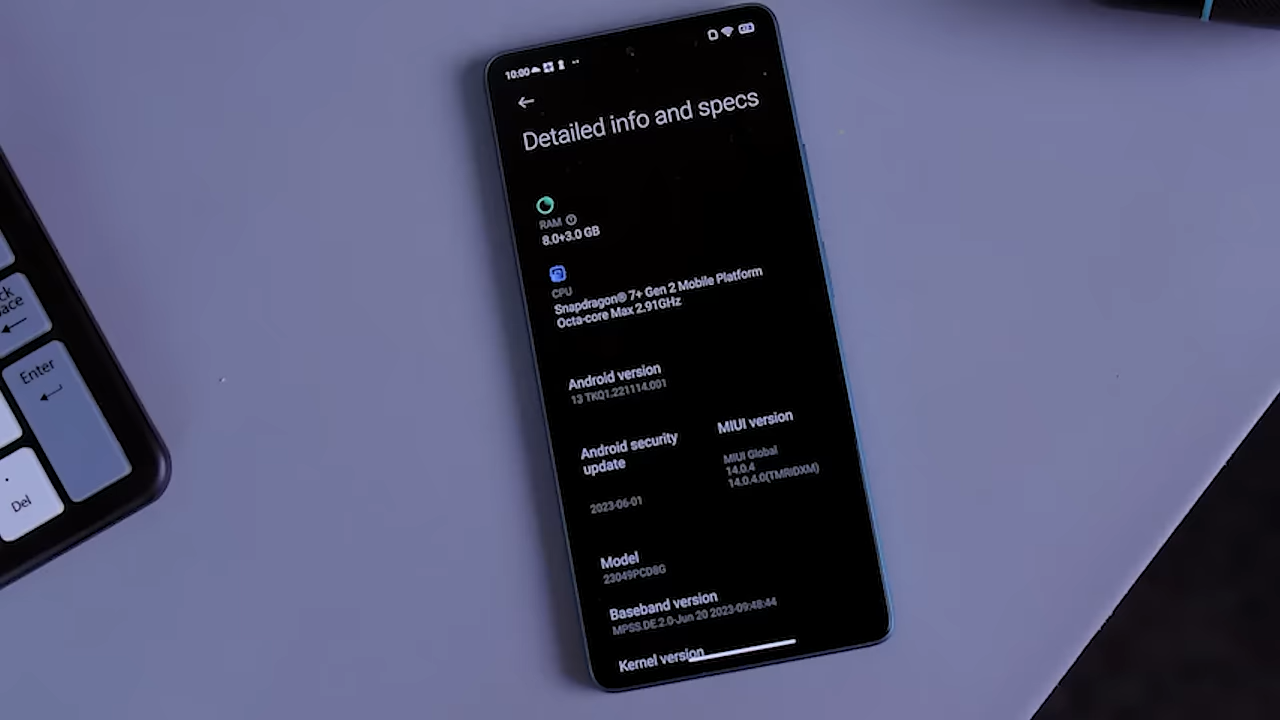 10:00
Detailed info and specs
RAM
8.0+3.0 GB
CPU
Snapdragon® 7+ Gen 2 Mobile Platform
Octa-core Max 2.91GHz
Android version
13 TKQ1.221114.001
Android security
update
2023-06-01
MIUI version
MIUI Global
14.0.4
14.0.4.0(TMRIDXM)
Model
23049PCD8G
Baseband version
MPSS.DE.2.0-Jun 20 2023-09:48:44
Kernel version
ck
pace
Enter
Del